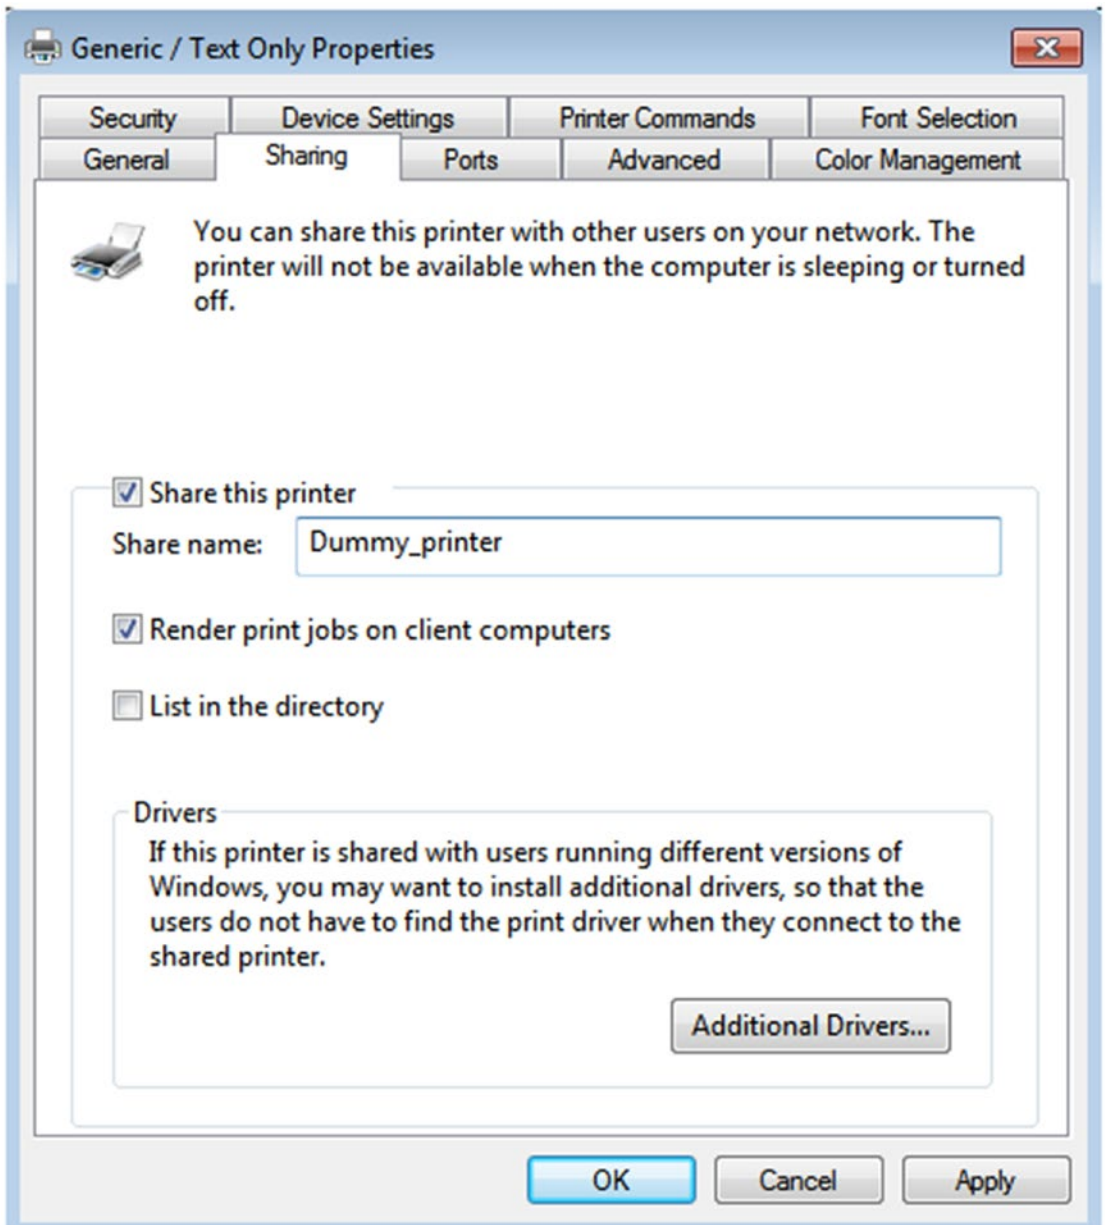 Generic / Text Only Properties
Security Device Settings Printer Commands Font Selection
General Sharing Ports Advanced Color Management
You can share this printer with other users on your network. The
printer will not be available when the computer is sleeping or turned
off.
Share this printer
Share name: Dummy_printer
Render print jobs on client computers
List in the directory
Drivers
If this printer is shared with users running different versions of
Windows, you may want to install additional drivers, so that the
users do not have to find the print driver when they connect to the
shared printer.
Additional Drivers...
OK Cancel Apply